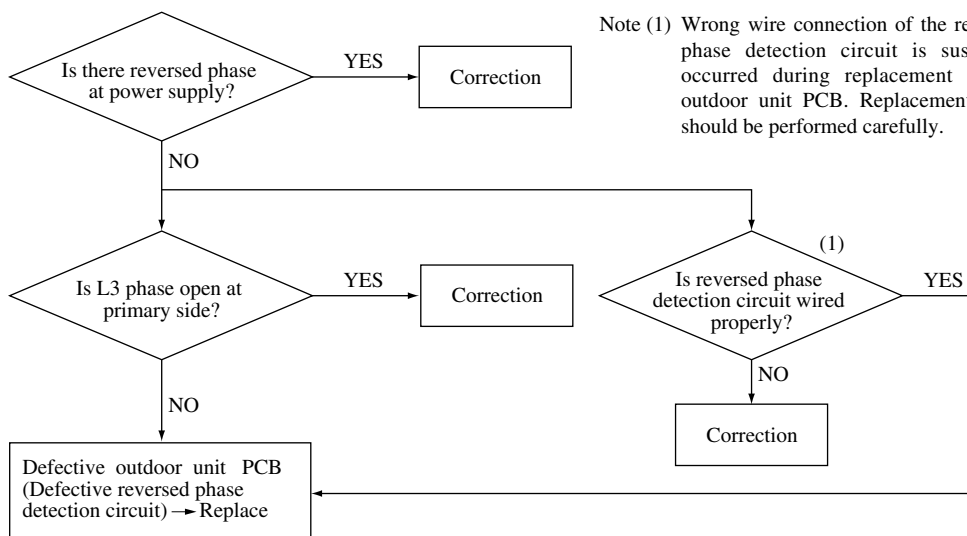 Is there reversed phase
at power supply?
YES
Correction
NO
Note (1) Wrong wire connection of the
phase detection circuit is
occurred during replacement
outdoor unit PCB. Replacement
should be performed carefully.
Is L3 phase open at
primary side?
YES
Correction
NO
(1)
Is reversed phase
detection circuit wired
properly?
YES
NO
Correction
Defective outdoor unit PCB
(Defective reversed phase
detection circuit) → Replace